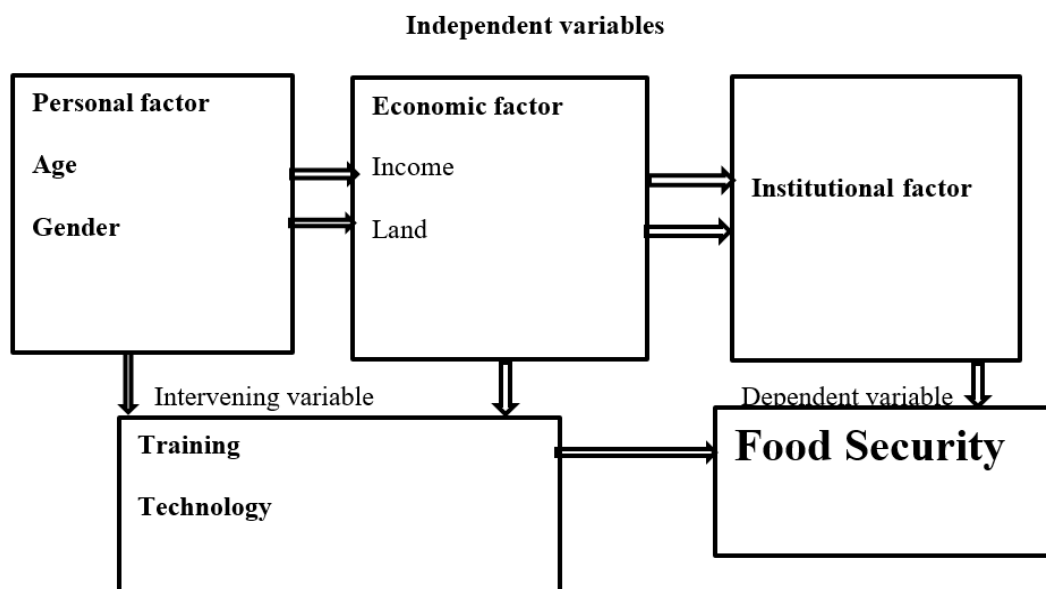 Independent variables
Personal factor
Age
Gender
Economic factor
Income
Land
Institutional factor
Intervening variable
Training
Technology
Dependent variable
Food Security